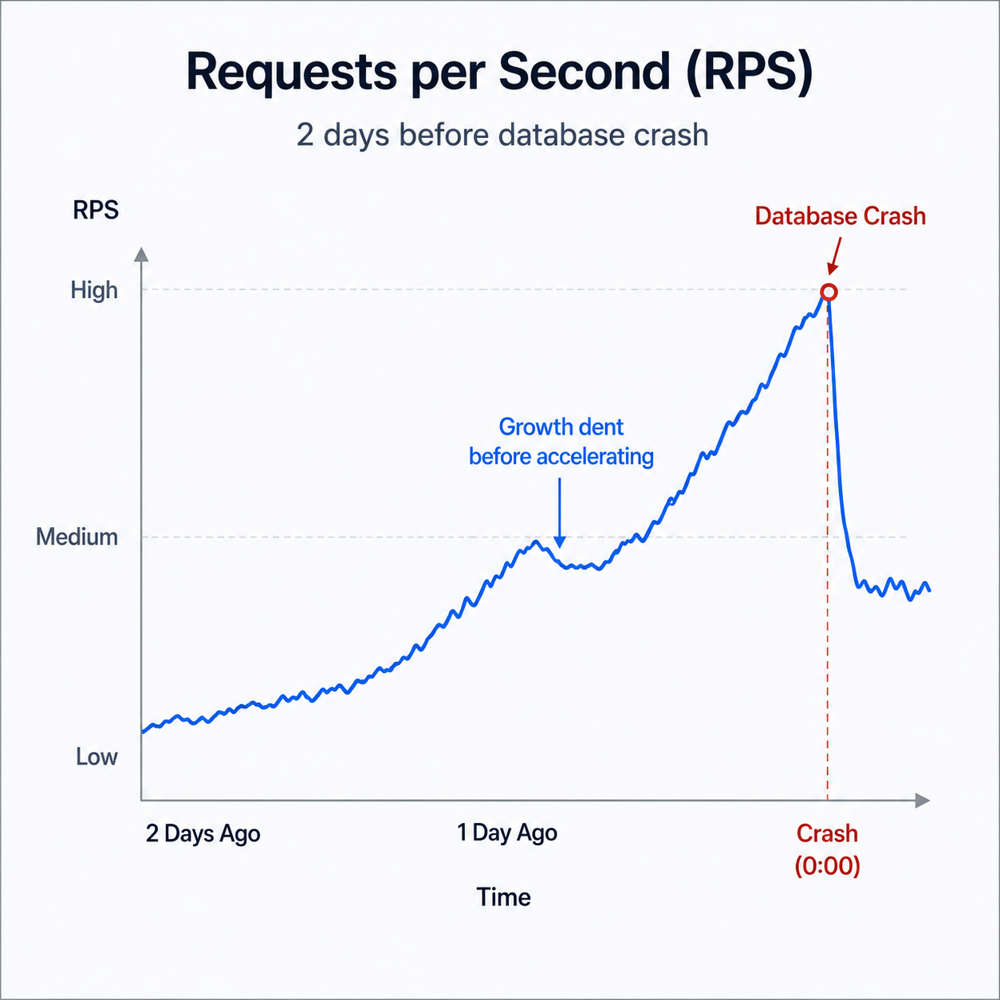 Requests per Second (RPS)
2 days before database crash
RPS
Database Crash
High
Growth dent
before accelerating
Medium
Low
2 Days Ago
1 Day Ago
Crash
(0:00)
Time